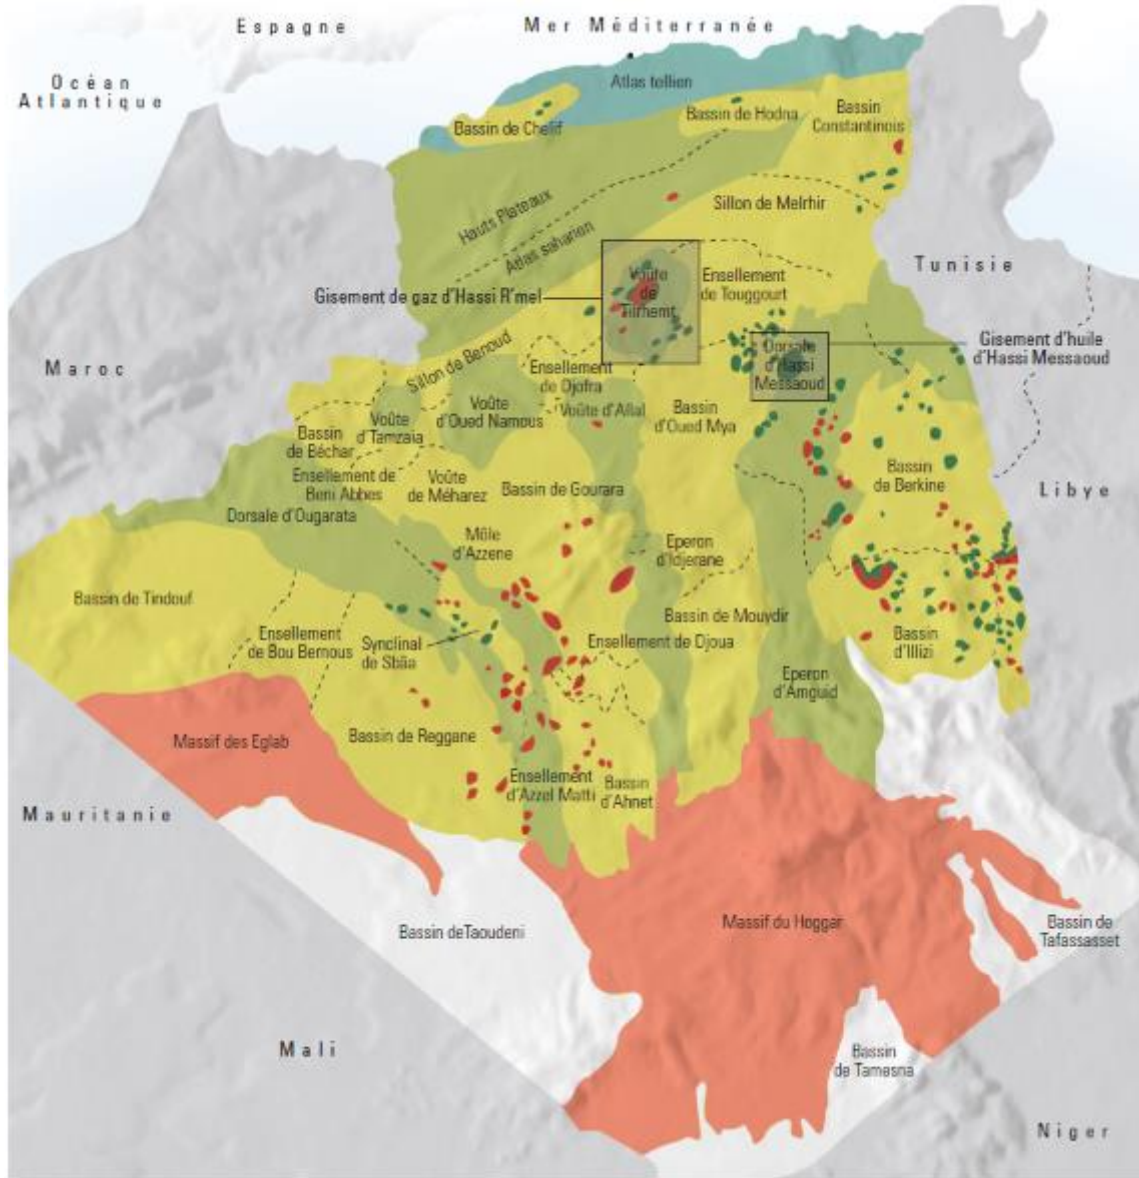 Espagne
Mer Méditerranée
Océan
Atlantique
Atlas tellien
Bassin de Chelif
Bassin de Hodna
Bassin
Constantinois
Hauts Plateaux
Atlas saharien
Sillon de Melrhir
Tunisie
Gisement de gaz d'Hassi R'mel
Voûte
de
Tilrhemt
Ensellement
de Touggourt
Gisement d'huile
d'Hassi Messaoud
Dorsale
d'Hassi
Messaoud
Maroc
Sillon de Benoud
Ensellement
de Djofra
Voûte
d'Oued Namous
Voûte d'Allal
Bassin
d'Oued Mya
Voûte
d'Tamzaia
Bassin
de Béchar
Ensellement de
Beni Abbes
Voûte
de Méharez
Bassin de Gourara
Bassin
de Berkine
Libye
Dorsale d'Ougarata
Môle
d'Azzene
Eperon
d'Idjerane
Bassin de Tindouf
Ensellement
de Bou Bernous
Synclinal
de Sbâa
Bassin de Mouydir
Ensellement de Djoua
Bassin
d'Illizi
Eperon
d'Amguid
Massif des Eglab
Bassin de Reggane
Ensellement
d'Azzel Matti
Bassin
d'Ahnet
Mauritanie
Bassin deTaoudeni
Massif du Hoggar
Bassin de
Tafassasset
Mali
Bassin
de Tamesna
Niger